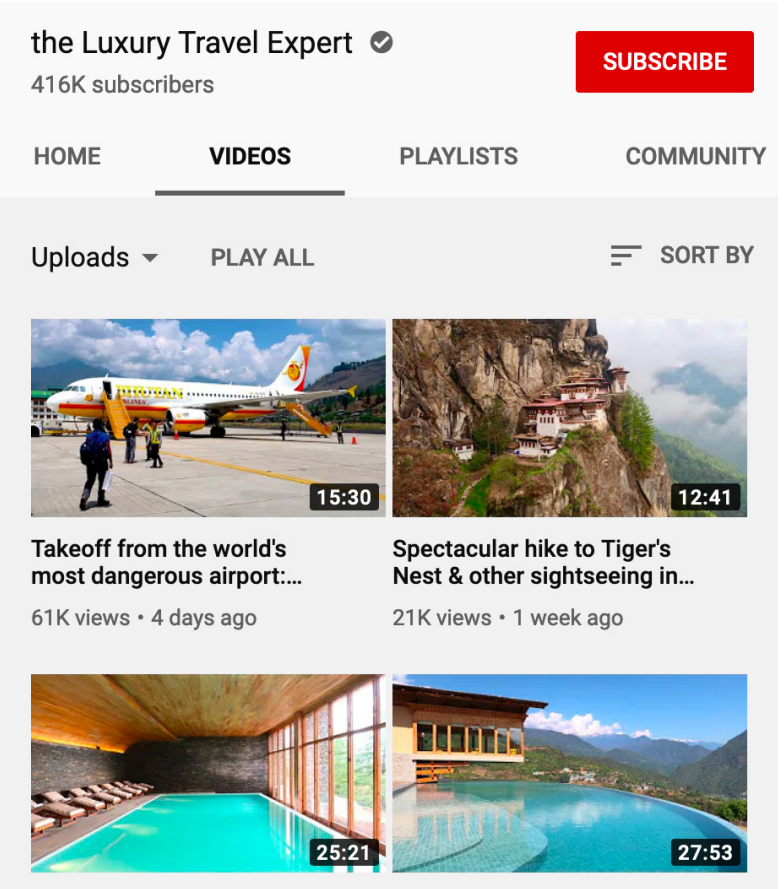 the Luxury Travel Expert
416K subscribers
SUBSCRIBE
HOME
VIDEOS
PLAYLISTS
COMMUNITY
Uploads
PLAY ALL
SORT BY
BHUTAN
AIRLINES
15:30
12:41
Takeoff from the world's
most dangerous airport:...
61K views • 4 days ago
Spectacular hike to Tiger's
Nest & other sightseeing in...
21K views • 1 week ago
25:21
27:53